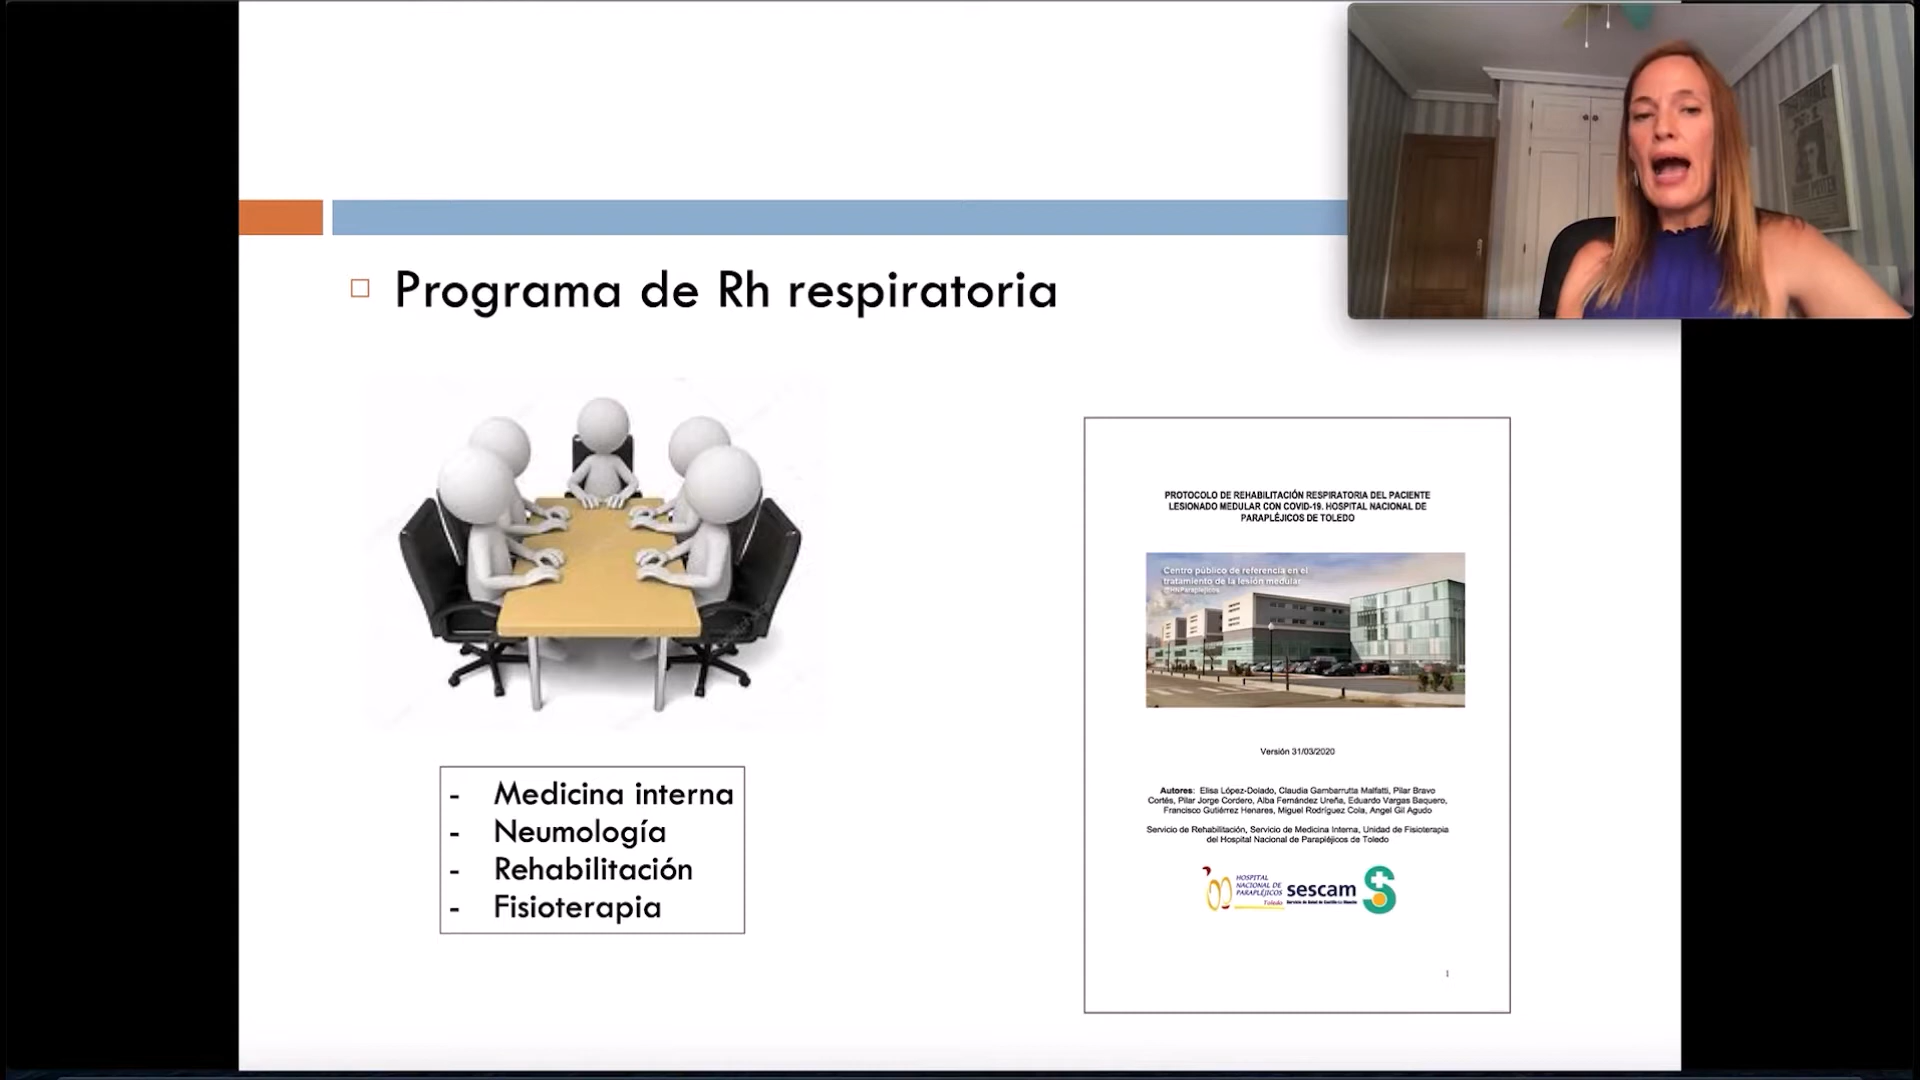 Programa de Rh respiratoria
- Medicina interna
- Neumología
- Rehabilitación
- Fisioterapia
PROTOCOLO DE REHABILITACIÓN RESPIRATORIA DEL PACIENTE
LESIONADO MEDULAR CON COVID-19. HOSPITAL NACIONAL DE
PARAPLÉJICOS DE TOLEDO
Centro público de referencia en el
tratamiento de la lesión medular
@HNParaplejicos
Versión 31/03/2020
Autores: Elisa López-Dolado, Claudia Gambarrutta Malfatti, Pilar Bravo
Cortés, Pilar Jorge Cordero, Alba Fernández Ureña, Eduardo Vargas Baquero,
Francisco Gutiérrez Henares, Miguel Rodríguez Cola, Angel Gil Agudo
Servicio de Rehabilitación, Servicio de Medicina Interna, Unidad de Fisioterapia
del Hospital Nacional de Parapléjicos de Toledo
HOSPITAL
NACIONAL DE
PARAPLÉJICOS
Toledo
sescam
Servicio de Salud de Castilla-La Mancha
1